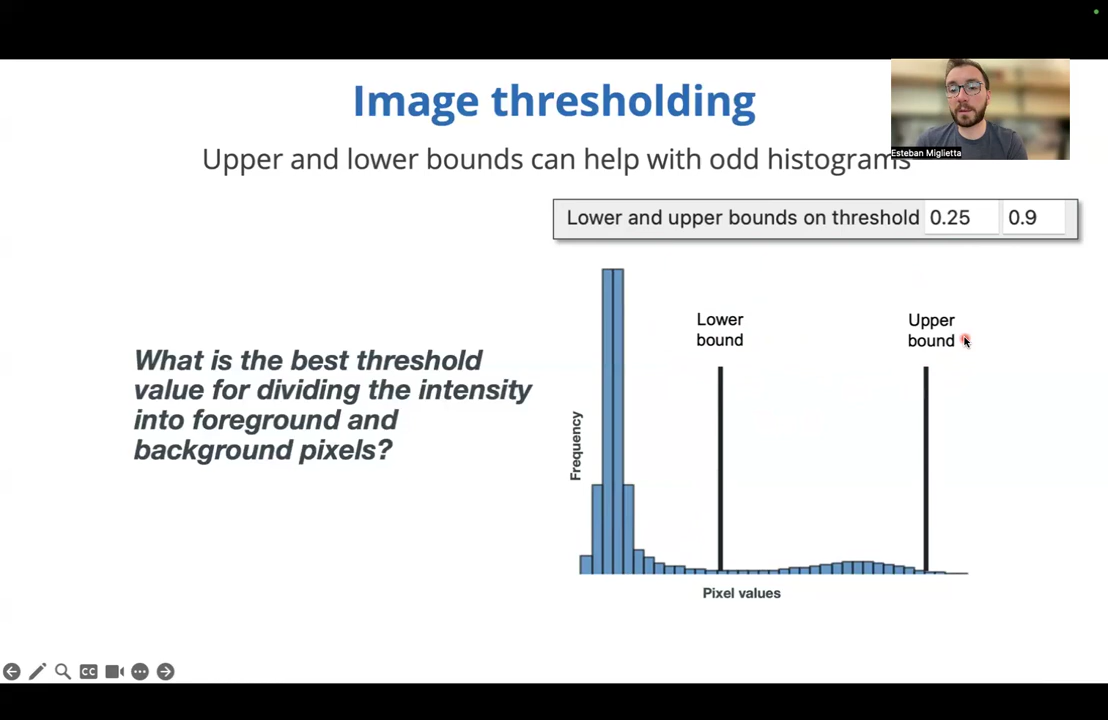 Image thresholding
Esteban Miglietta
Upper and lower bounds can help with odd histograms
Lower and upper bounds on threshold 0.25 0.9
Lower
bound
Upper
bound
What is the best threshold
value for dividing the intensity
into foreground and
background pixels?
Frequency
Pixel values
CC